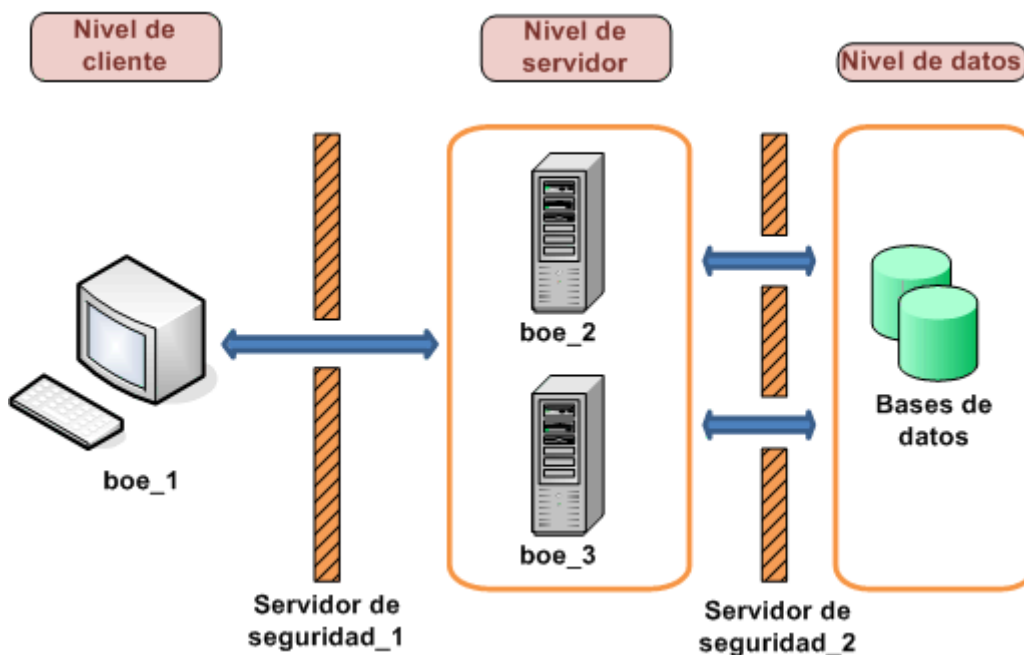 Nivel de
cliente
Nivel de
servidor
Nivel de datos
boe_1
boe_2
boe_3
Bases de
datos
Servidor de
seguridad_1
Servidor de
seguridad_2